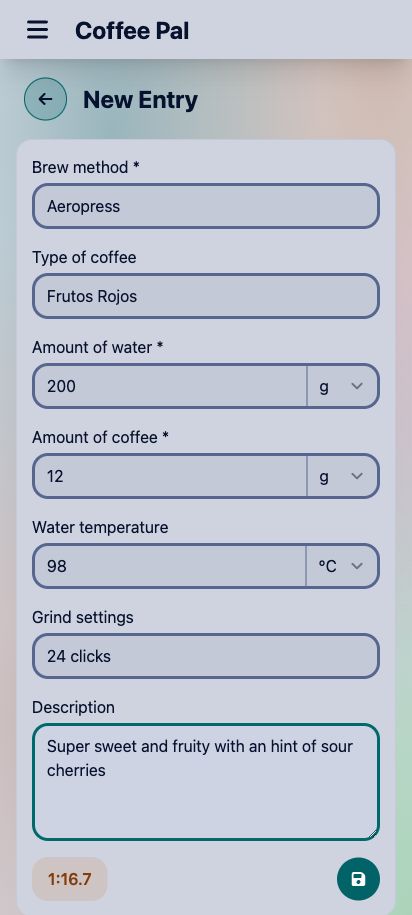 Coffee Pal
New Entry
Brew method *
Aeropress
Type of coffee
Frutos Rojos
Amount of water *
200
g
Amount of coffee *
12
g
Water temperature
98
°C
Grind settings
24 clicks
Description
Super sweet and fruity with an hint of sour
cherries
1:16.7